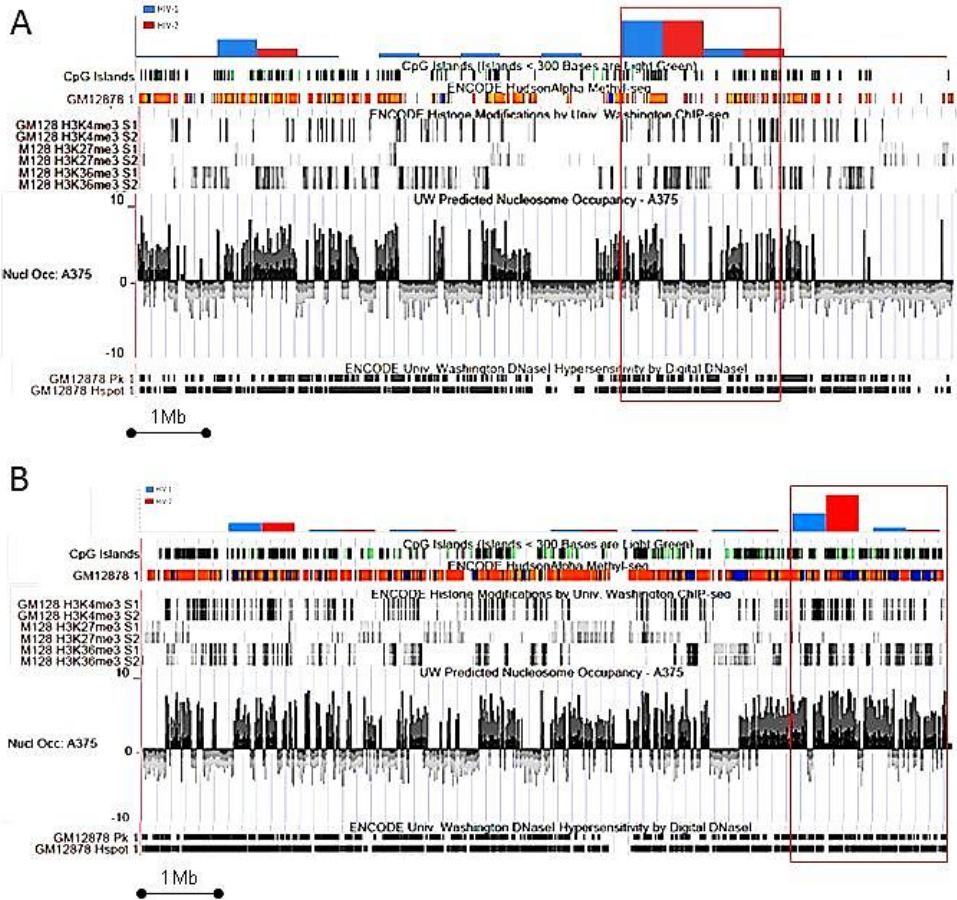 A
HIV-1
HIV-2
CpG Islands (Islands < 300 Bases are Light Green)
CpG Islands
ENCODE HudsonAlpha Methyl-seq
GM12878 1
ENCODE Histone Modifications by Univ. Washington ChIP-seq
GM128 H3K4me3 S1
GM128 H3K4me3 S2
M128 H3K27me3 S1
M128 H3K27me3 S2
M128 H3K36me3 S1
M128 H3K36me3 S2
UW Predicted Nucleosome Occupancy - A375
10
Nucl Occ: A375
0
-10
ENCODE Univ. Washington DNaseI Hypersensitivity by Digital DNaseI
GM12878 Pk 1
GM12878 Hspot 1
1Mb
B
HIV-1
HIV-2
CpG Islands (Islands < 300 Bases are Light Green)
CpG Islands
ENCODE HudsonAlpha Methyl-seq
GM12878 1
ENCODE Histone Modifications by Univ. Washington ChIP-seq
GM128 H3K4me3 S1
GM128 H3K4me3 S2
M128 H3K27me3 S1
M128 H3K27me3 S2
M128 H3K36me3 S1
M128 H3K36me3 S2
UW Predicted Nucleosome Occupancy - A375
10
Nucl Occ: A375
0
-10
ENCODE Univ. Washington DNaseI Hypersensitivity by Digital DNaseI
GM12878 Pk 1
GM12878 Hspot 1
1Mb